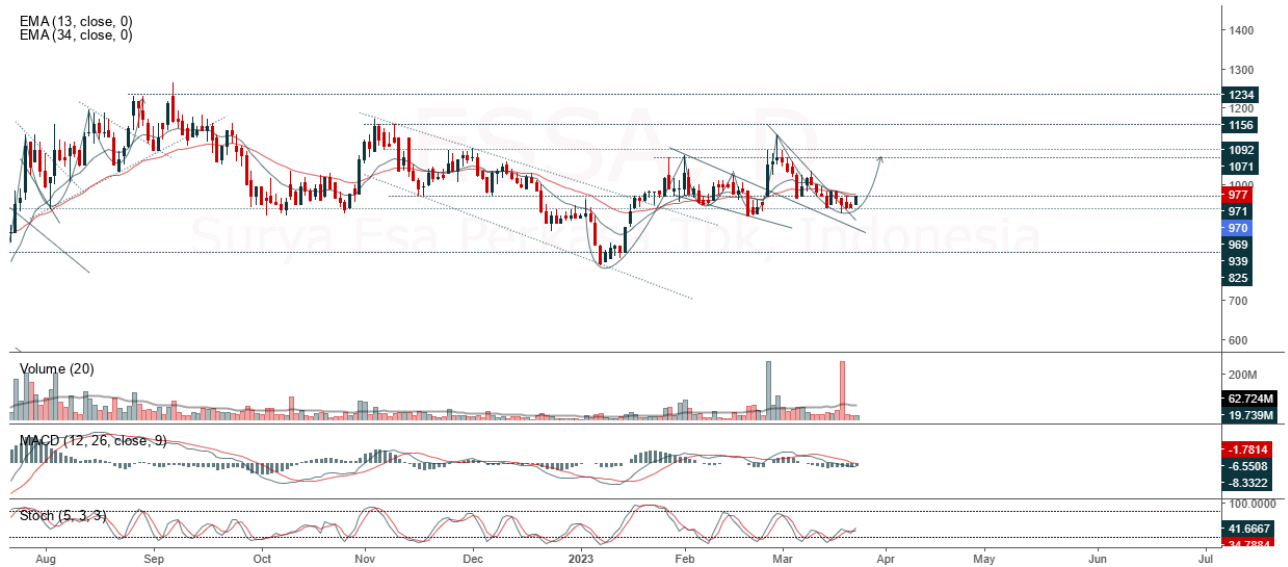 EMA (13, close, 0)
EMA (34, close, 0)
ESSA, D
Surya Esa Perkasa Tbk, Indonesia
1400
1300
1234
1200
1156
1092
1071
1000
977
971
970
969
939
825
700
600
Volume (20)
200M
62.724M
19.739M
MACD (12, 26, close, 9)
-1.7814
-6.5508
-8.3322
Stoch (5, 3, 3)
100.0000
41.6667
34.7884
Aug Sep Oct Nov Dec 2023 Feb Mar Apr May Jun Jul